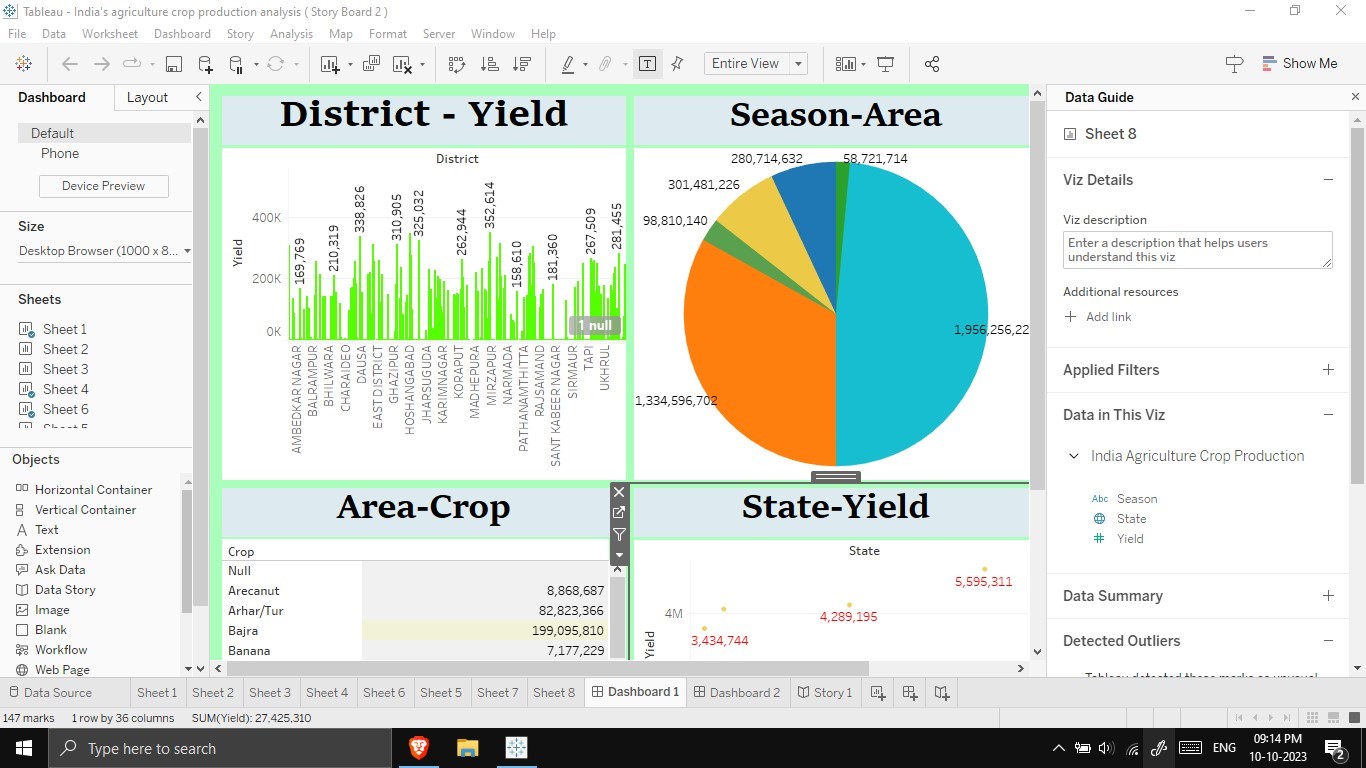 Tableau - India's agriculture crop production analysis ( Story Board 2 )
File Data Worksheet Dashboard Story Analysis Map Format Server Window Help
Entire View
Show Me
Dashboard Layout
Default
Phone
Device Preview
Size
Desktop Browser (1000 x 8...
Sheets
Sheet 1
Sheet 2
Sheet 3
Sheet 4
Sheet 6
Objects
Horizontal Container
Vertical Container
Text
Extension
Ask Data
Data Story
Image
Blank
Workflow
Web Page
District - Yield
District
Yield
400K
200K
0K
169,769
210,319
338,826
310,905
325,032
262,944
352,614
158,610
181,360
267,509
281,455
1 null
AMBEDKAR NAGAR
BALRAMPUR
BHILWARA
CHARAIDEO
DAUSA
EAST DISTRICT
GHAZIPUR
HOSHANGABAD
JHARSUGUDA
KARIMNAGAR
KORAPUT
MADHEPURA
MIRZAPUR
NARMADA
PATHANAMTHITTA
RAJSAMAND
SANT KABEER NAGAR
SIRMAUR
TAPI
UKHRUL
Season-Area
280,714,632
58,721,714
301,481,226
98,810,140
1,956,256,22
1,334,596,702
Area-Crop
Crop
Null
Arecanut 8,868,687
Arhar/Tur 82,823,366
Bajra 199,095,810
Banana 7,177,229
State-Yield
State
Yield
4M
5,595,311
4,289,195
3,434,744
Data Guide
Sheet 8
Viz Details
Viz description
Enter a description that helps users
understand this viz
Additional resources
Add link
Applied Filters
Data in This Viz
India Agriculture Crop Production
Abc Season
State
Yield
Data Summary
Detected Outliers
Tableau detected these marks as unusual
Data Source Sheet 1 Sheet 2 Sheet 3 Sheet 4 Sheet 6 Sheet 5 Sheet 7 Sheet 8 Dashboard 1 Dashboard 2 Story 1
147 marks 1 row by 36 columns SUM(Yield): 27,425,310
Type here to search
ENG
09:14 PM
10-10-2023
2